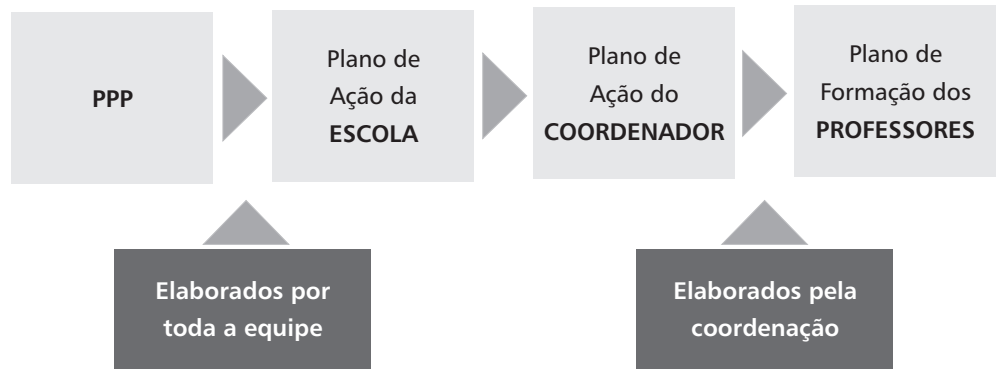 PPP
Plano de
Ação da
ESCOLA
Plano de
Ação do
COORDENADOR
Plano de
Formação dos
PROFESSORES
Elaborados por
toda a equipe
Elaborados pela
coordenação